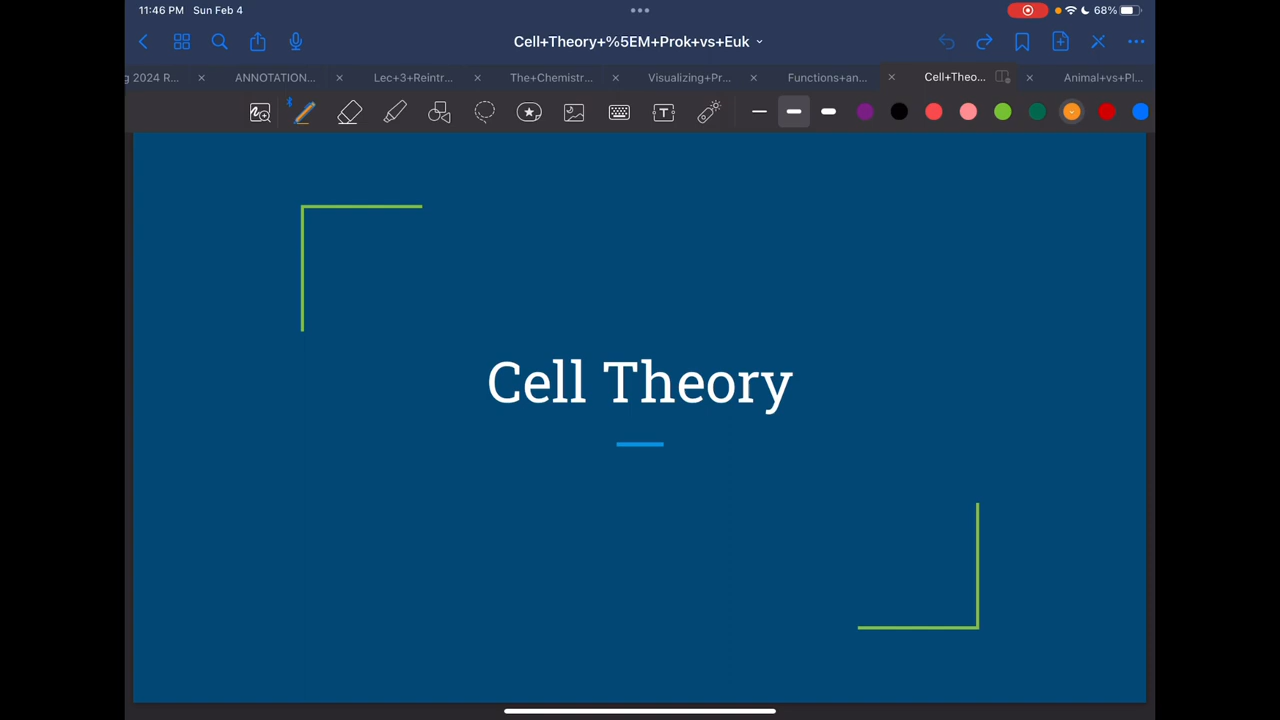 11:46 PM Sun Feb 4
68%
Cell+Theory+%5EM+Prok+vs+Euk
g 2024 R... ANNOTATION... Lec+3+Reintr... The+Chemistr... Visualizing+Pr... Functions+an... Cell+Theo... Animal+vs+Pl...
Cell Theory